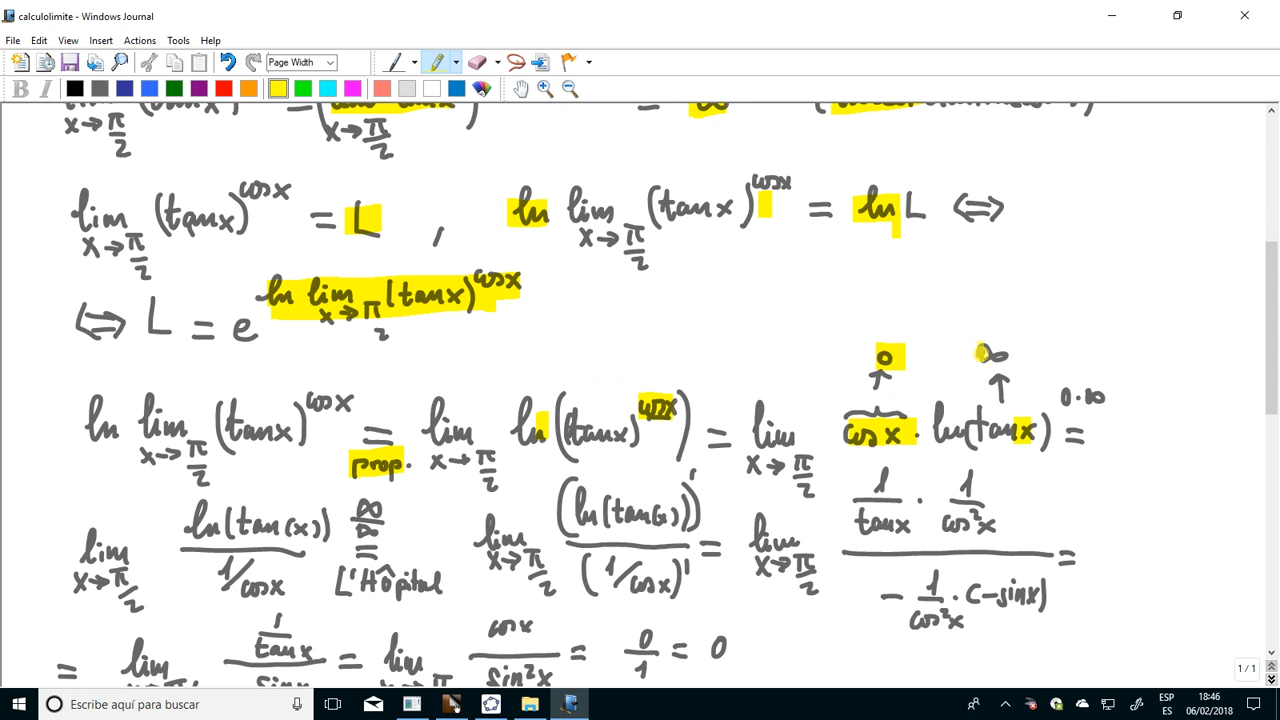 calculolimite - Windows Journal
File Edit View Insert Actions Tools Help
Page Width
B I
lim x→π/2 (tan x) = ( x→π/2 ) = ∞
lim x→π/2 (tan x)^cos x = L , ln lim x→π/2 (tan x)^cos x = ln L ⇔
⇔ L = e^ln lim x→π/2 (tan x)^cos x
0 ∞
↑ ↑
ln lim x→π/2 (tan x)^cos x = prop. lim x→π/2 ln((tan x)^cos x) = lim x→π/2 cos x · ln(tan x) = 0·∞
lim x→π/2 ln(tan(x)) / (1/cos x) ∞/∞ = L'Hôpital lim x→π/2 (ln(tan(x)))' / (1/cos x)' = lim x→π/2 (1/tan x · 1/cos²x) / (- 1/cos²x · (-sin x)) =
= lim (1/tan x) / sin x = lim x→π cos x / sin²x = 0/1 = 0
1 / 1
Escribe aquí para buscar
ESP
ES
18:46
06/02/2018